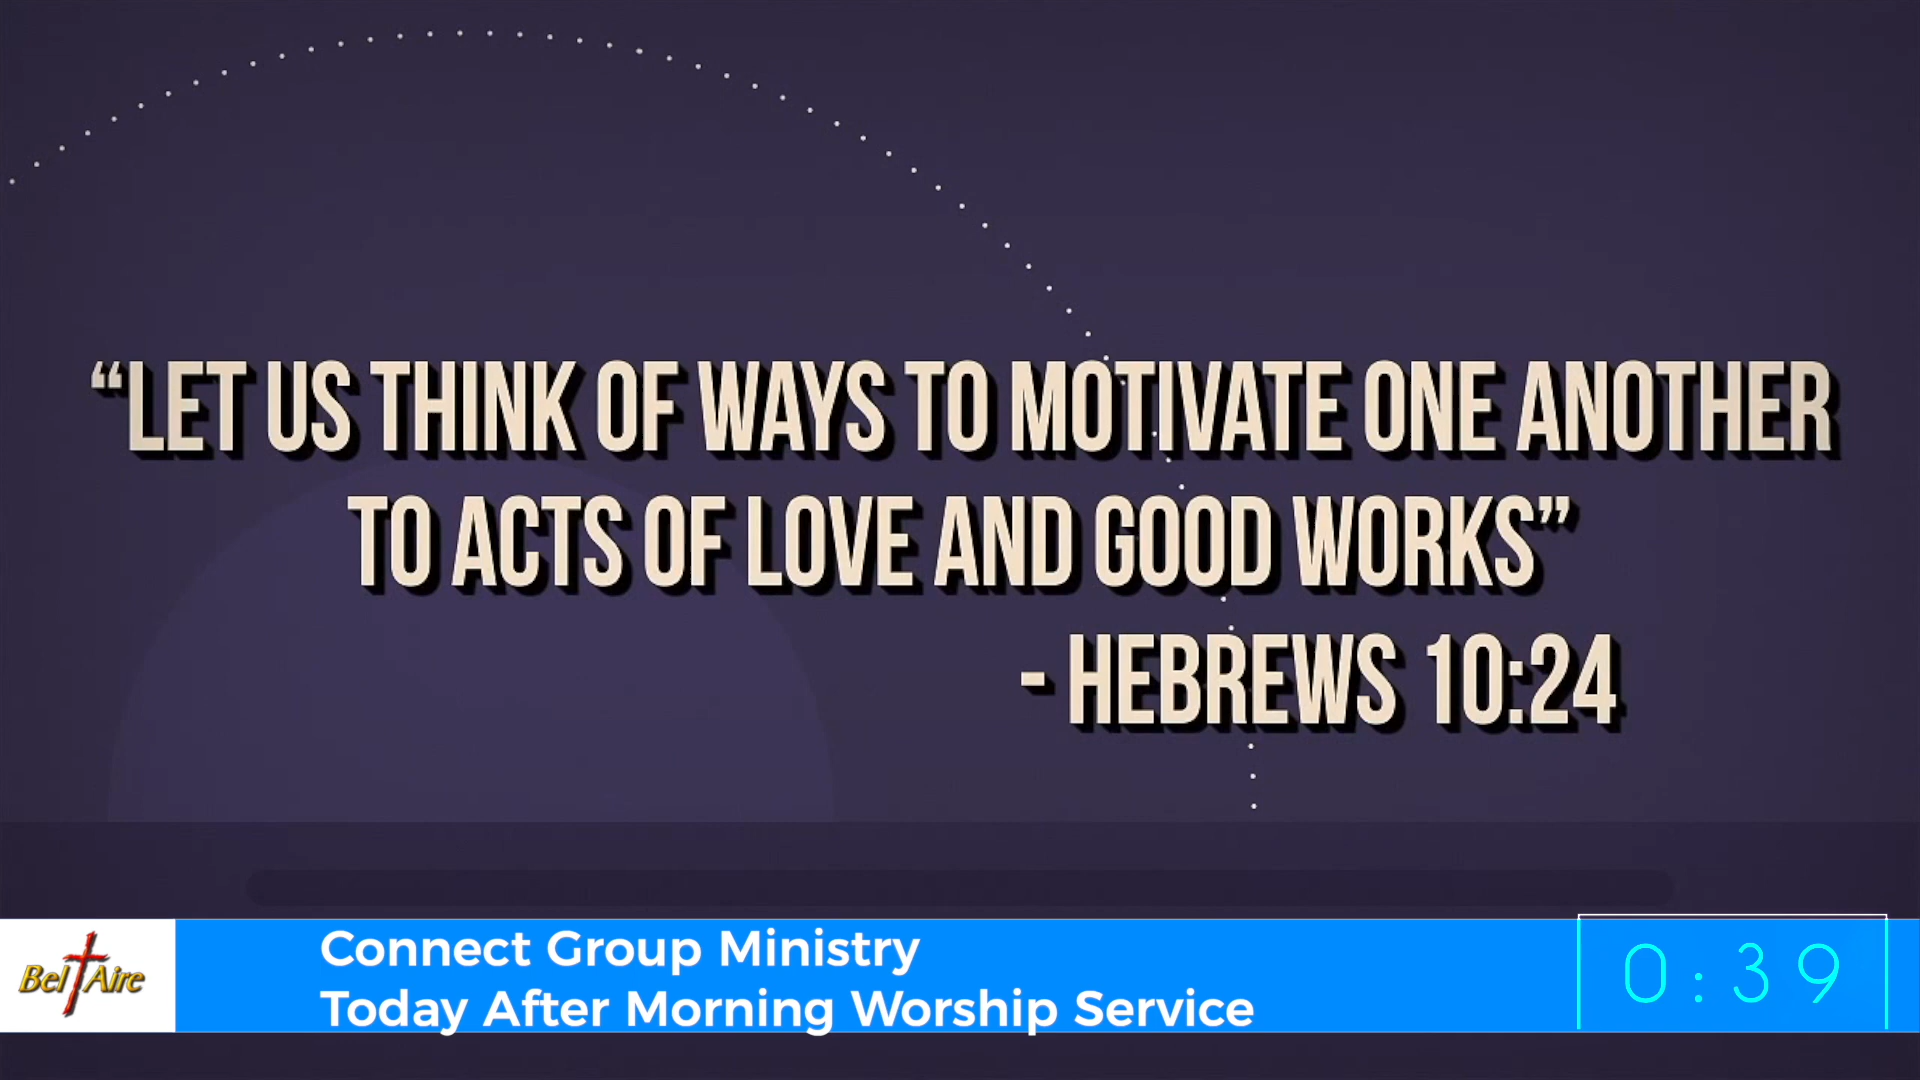 “LET US THINK OF WAYS TO MOTIVATE ONE ANOTHER
TO ACTS OF LOVE AND GOOD WORKS”
- HEBREWS 10:24
Bel Aire
Connect Group Ministry
Today After Morning Worship Service
0:39